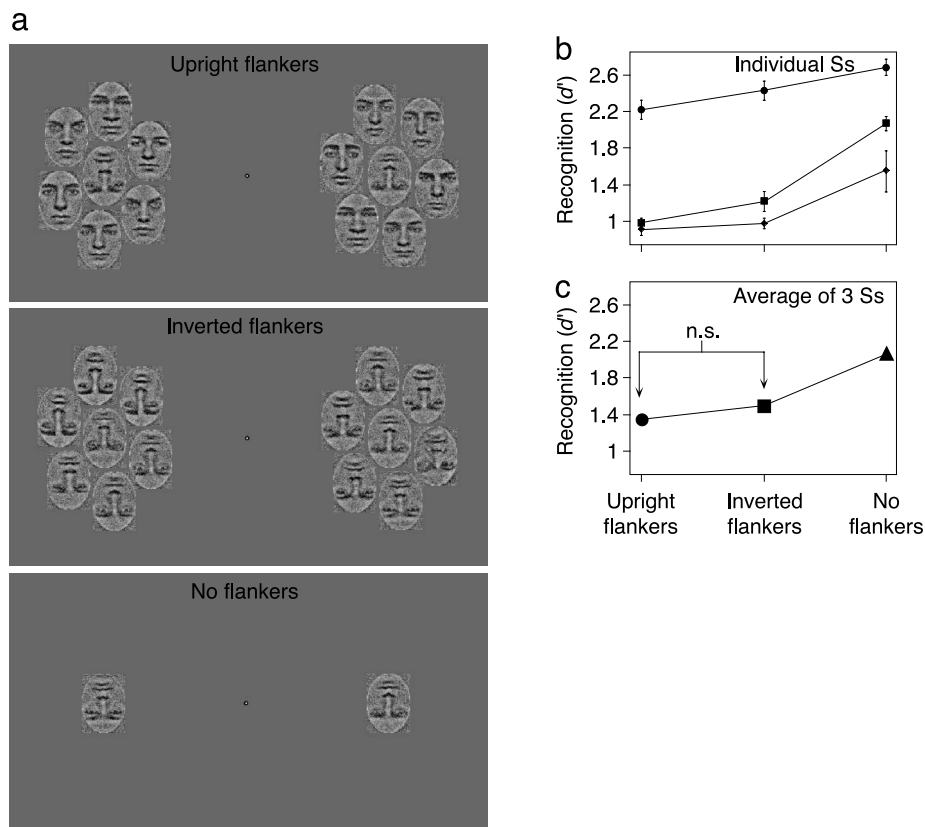 a
Upright flankers
Inverted flankers
No flankers
b
Individual Ss
Recognition (d')
2.6
2.2
1.8
1.4
1
c
Average of 3 Ss
Recognition (d')
2.6
2.2
1.8
1.4
1
n.s.
Upright flankers
Inverted flankers
No flankers